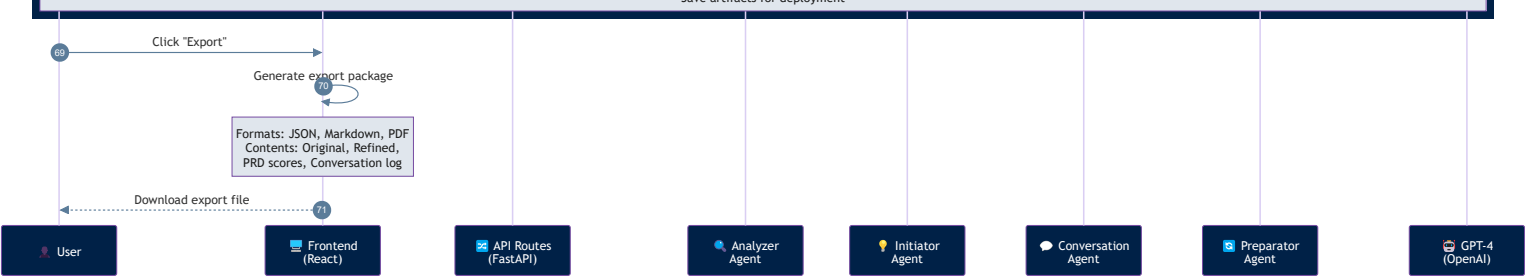 save artifacts for deployment
Click "Export"
69
Generate export package
70
Formats: JSON, Markdown, PDF
Contents: Original, Refined,
PRD scores, Conversation log
Download export file
71
User
Frontend
(React)
API Routes
(FastAPI)
Analyzer
Agent
Initiator
Agent
Conversation
Agent
Preparator
Agent
GPT-4
(OpenAI)